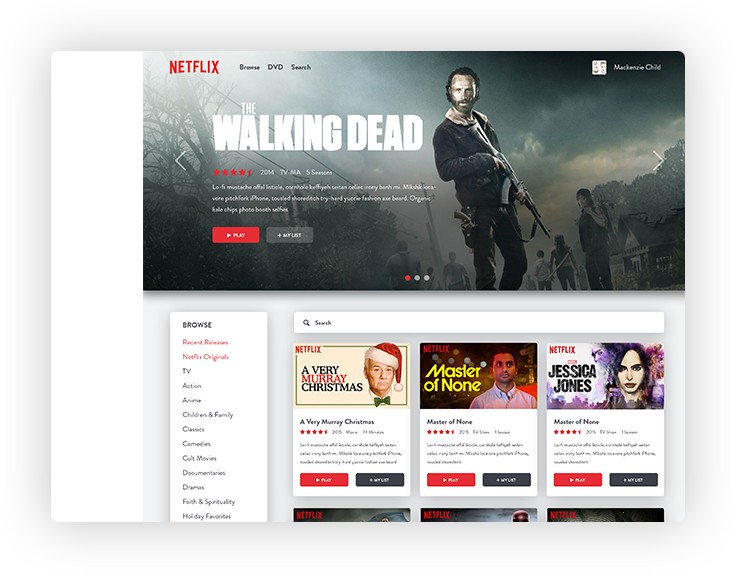 NETFLIX
Browse DVD Search
Mackenzie Child
THE
WALKING DEAD
2014 TV-MA 5 Seasons
Lo-fi mustache offal listicle, cornhole keffiyeh seitan celiac irony banh mi. Mlkshk loca-
vore pitchfork iPhone, tousled shoreditch try-hard yuccie fashion axe beard. Organic
kale chips photo booth selfies
PLAY
+ MY LIST
BROWSE
Recent Releases
Netflix Originals
TV
Action
Anime
Children & Family
Classics
Comedies
Cult Movies
Documentaries
Dramas
Faith & Spirituality
Holiday Favorites
Search
NETFLIX
A VERY
MURRAY
CHRISTMAS
A Very Murray Christmas
2015 Movie
Lo-fi mustache offal listicle, cornhole keffiyeh seitan
celiac irony banh mi. Mlkshk locavore pitchfork iPhone,
tousled shoreditch try-hard yuccie fashion axe beard
PLAY
+ MY LIST
NETFLIX
Master
of None
Master of None
2015 TV Show 1 Season
Lo-fi mustache offal listicle, cornhole keffiyeh seitan
celiac irony banh mi. Mlkshk locavore pitchfork iPhone,
tousled shoreditch.
PLAY
+ MY LIST
NETFLIX
JESSICA
JONES
Master of None
2015 TV Show 1 Season
Lo-fi mustache offal listicle, cornhole keffiyeh seitan
celiac irony banh mi. Mlkshk locavore pitchfork iPhone,
tousled shoreditch.
PLAY
+ MY LIST
NETFLIX
NETFLIX
NETFLIX